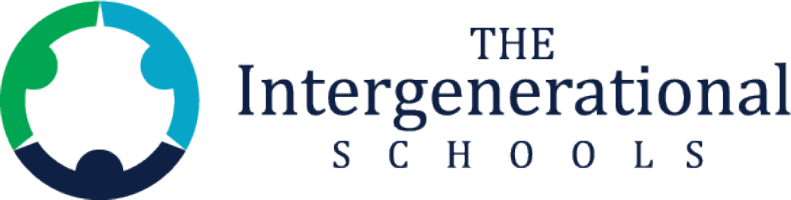 THE
Intergenerational
SCHOOLS